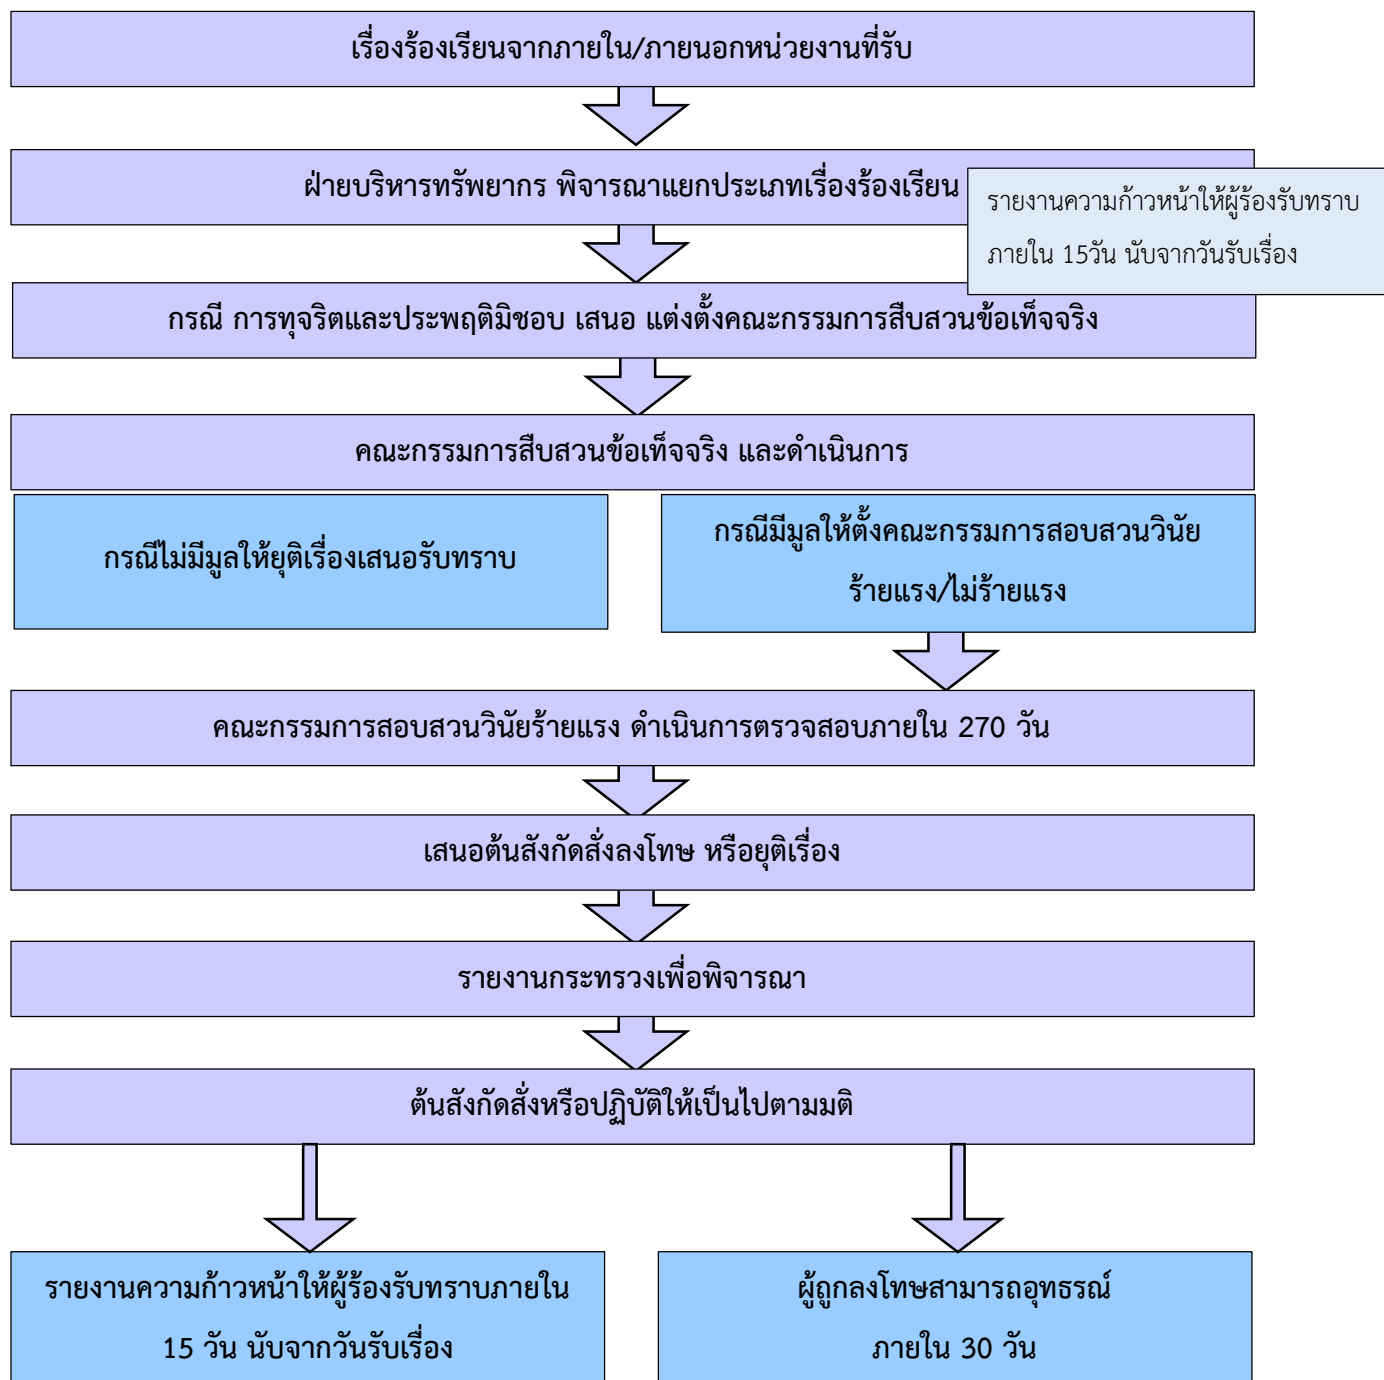 เรื่องร้องเรียนจากภายใน/ภายนอกหน่วยงานที่รับ
ฝ่ายบริหารทรัพยากร พิจารณาแยกประเภทเรื่องร้องเรียน
รายงานความก้าวหน้าให้ผู้ร้องรับทราบ
ภายใน 15วัน นับจากวันรับเรื่อง
กรณี การทุจริตและประพฤติมิชอบ เสนอ แต่งตั้งคณะกรรมการสืบสวนข้อเท็จจริง
คณะกรรมการสืบสวนข้อเท็จจริง และดำเนินการ
กรณีไม่มีมูลให้ยุติเรื่องเสนอรับทราบ
กรณีมีมูลให้ตั้งคณะกรรมการสอบสวนวินัย
ร้ายแรง/ไม่ร้ายแรง
คณะกรรมการสอบสวนวินัยร้ายแรง ดำเนินการตรวจสอบภายใน 270 วัน
เสนอต้นสังกัดสั่งลงโทษ หรือยุติเรื่อง
รายงานกระทรวงเพื่อพิจารณา
ต้นสังกัดสั่งหรือปฏิบัติให้เป็นไปตามมติ
รายงานความก้าวหน้าให้ผู้ร้องรับทราบภายใน
15 วัน นับจากวันรับเรื่อง
ผู้ถูกลงโทษสามารถอุทธรณ์
ภายใน 30 วัน